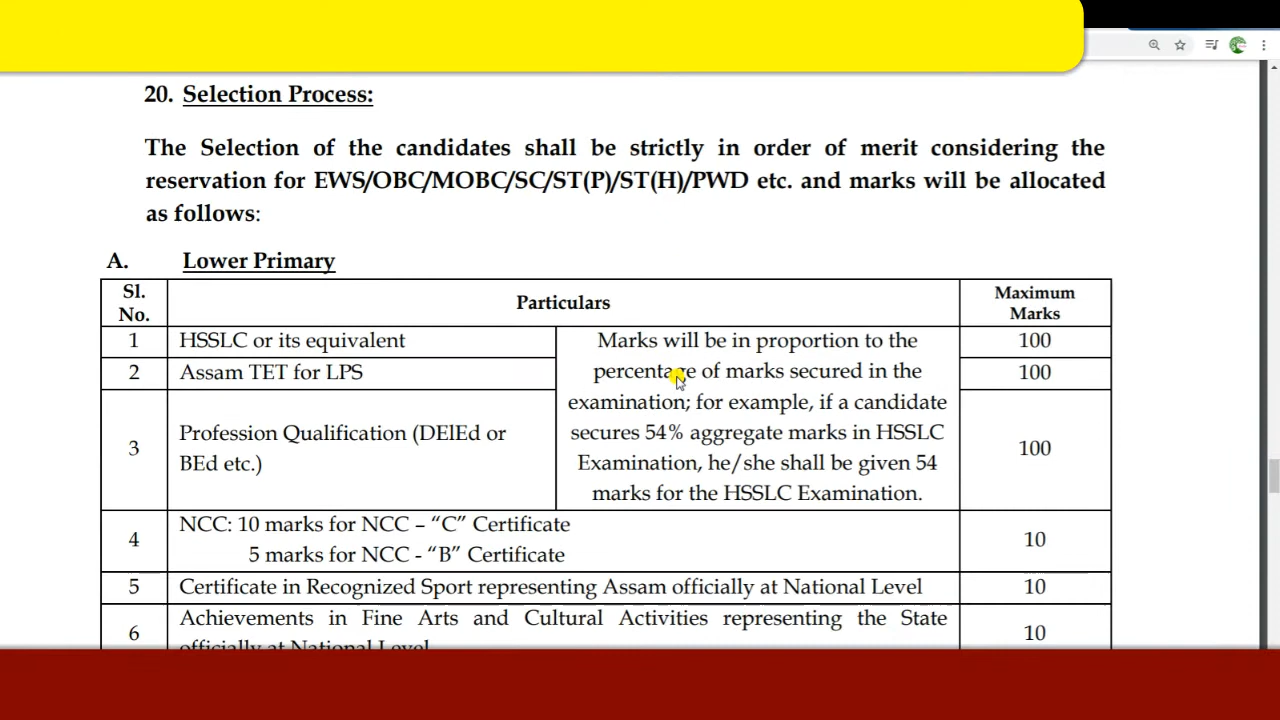 20. Selection Process:
The Selection of the candidates shall be strictly in order of merit considering the
reservation for EWS/OBC/MOBC/SC/ST(P)/ST(H)/PWD etc. and marks will be allocated
as follows:
A. Lower Primary
Sl. No. Particulars Maximum Marks
1 HSSLC or its equivalent 100
2 Assam TET for LPS 100
3 Profession Qualification (DElEd or
BEd etc.) 100
Marks will be in proportion to the
percentage of marks secured in the
examination; for example, if a candidate
secures 54% aggregate marks in HSSLC
Examination, he/she shall be given 54
marks for the HSSLC Examination.
4 NCC: 10 marks for NCC – “C” Certificate
5 marks for NCC - “B” Certificate 10
5 Certificate in Recognized Sport representing Assam officially at National Level 10
6 Achievements in Fine Arts and Cultural Activities representing the State
officially at National Level 10